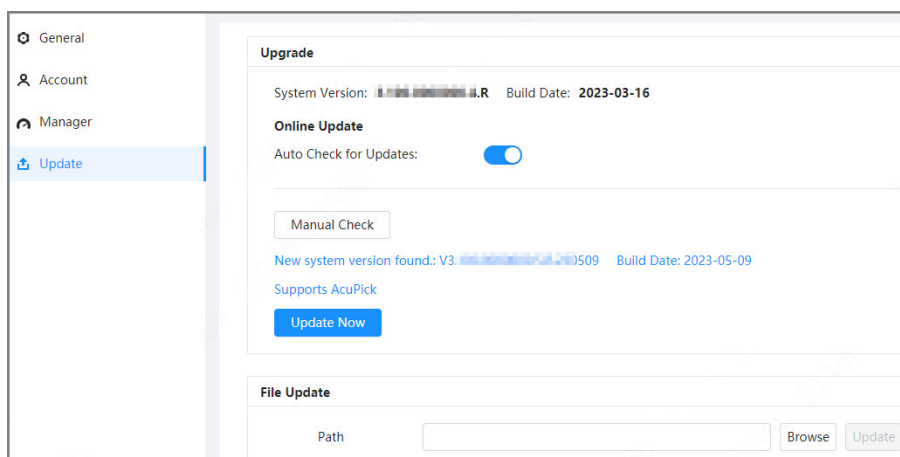 General
Account
Manager
Update
Upgrade
System Version: .R Build Date: 2023-03-16
Online Update
Auto Check for Updates:
Manual Check
New system version found.: V3. 0509 Build Date: 2023-05-09
Supports AcuPick
Update Now
File Update
Path Browse Update